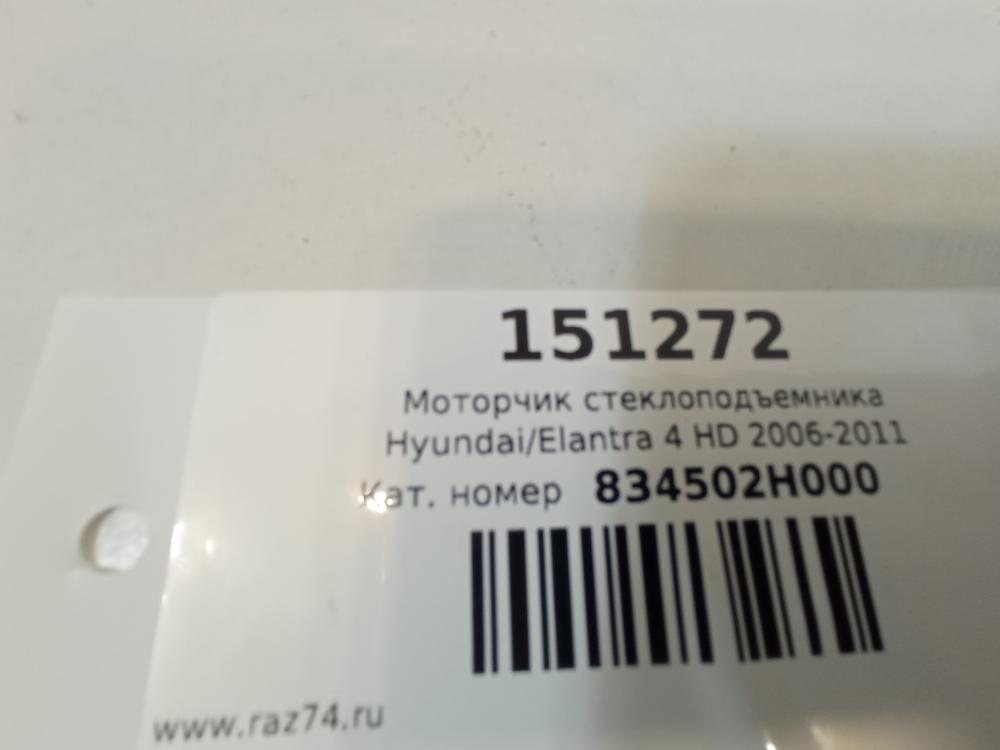 151272
Моторчик стеклоподъемника
Hyundai/Elantra 4 HD 2006-2011
Кат. номер 834502H000
www.raz74.ru